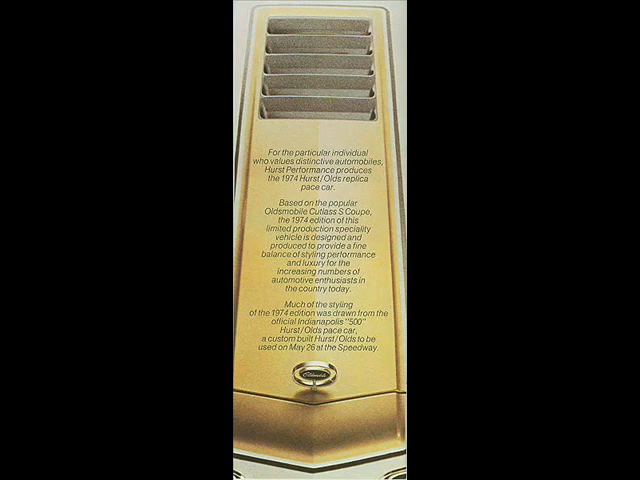 For the particular individual
who values distinctive automobiles,
Hurst Performance produces
the 1974 Hurst/Olds replica
pace car.
Based on the popular
Oldsmobile Cutlass S Coupe,
the 1974 edition of this
limited production speciality
vehicle is designed and
produced to provide a fine
balance of styling performance
and luxury for the
increasing numbers of
automotive enthusiasts in
the country today.
Much of the styling
of the 1974 edition was drawn from the
official Indianapolis "500"
Hurst/Olds pace car,
a custom built Hurst/Olds to be
used on May 26 at the Speedway.
Oldsmobile